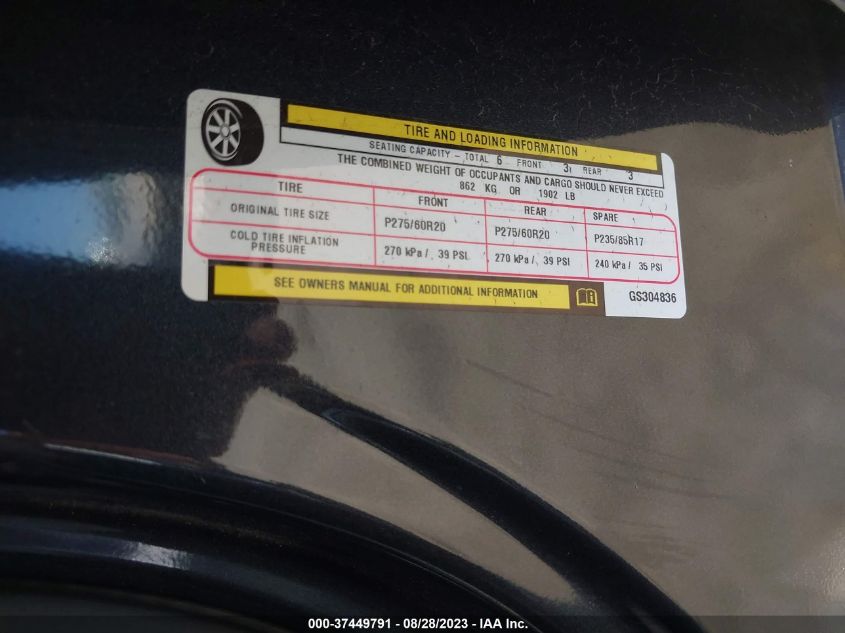 TIRE AND LOADING INFORMATION
SEATING CAPACITY – TOTAL 6 FRONT 3 REAR 3
THE COMBINED WEIGHT OF OCCUPANTS AND CARGO SHOULD NEVER EXCEED
862 KG OR 1902 LB
TIRE FRONT REAR SPARE
ORIGINAL TIRE SIZE P275/60R20 P275/60R20 P235/85R17
COLD TIRE INFLATION PRESSURE 270 kPa / 39 PSI 270 kPa / 39 PSI 240 kPa / 35 PSI
SEE OWNERS MANUAL FOR ADDITIONAL INFORMATION
GS304836
000-37449791 - 08/28/2023 - IAA Inc.